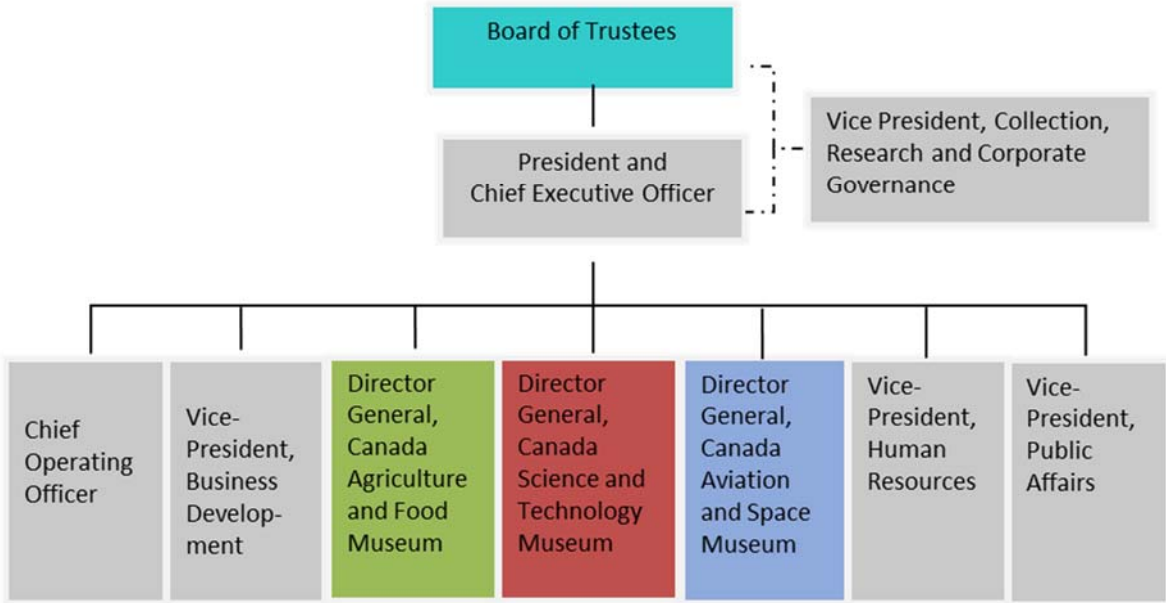 Board of Trustees
President and
Chief Executive Officer
Vice President, Collection,
Research and Corporate
Governance
Chief
Operating
Officer
Vice-
President,
Business
Develop-
ment
Director
General,
Canada
Agriculture
and Food
Museum
Director
General,
Canada
Science and
Technology
Museum
Director
General,
Canada
Aviation
and Space
Museum
Vice-
President,
Human
Resources
Vice-
President,
Public
Affairs